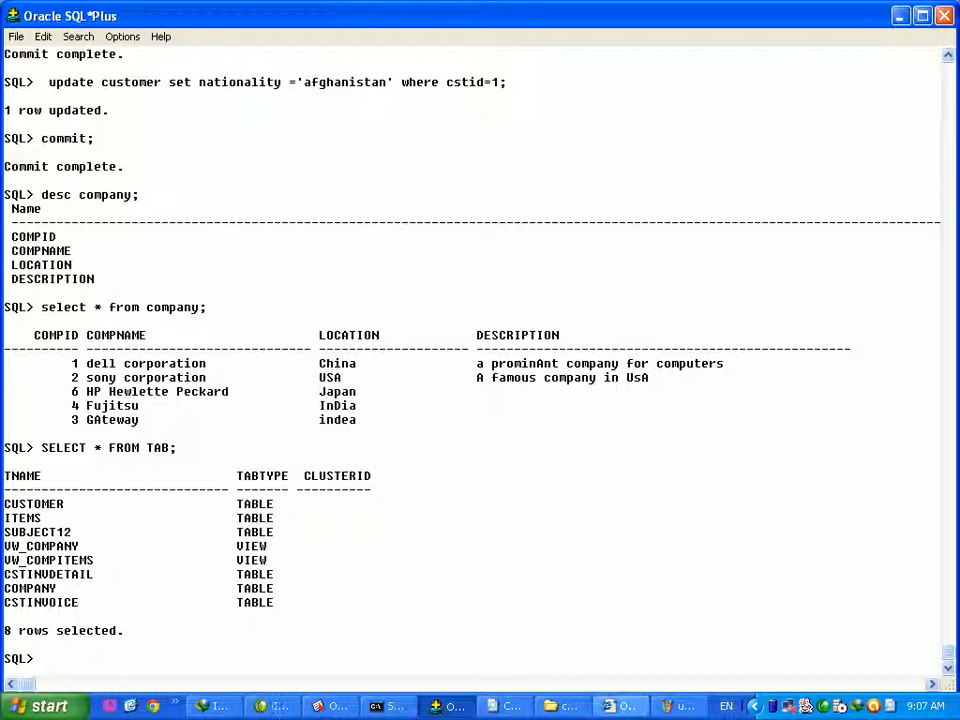 Oracle SQL*Plus
File Edit Search Options Help
Commit complete.
SQL>  update customer set nationality ='afghanistan' where cstid=1;
1 row updated.
SQL> commit;
Commit complete.
SQL> desc company;
Name
COMPID
COMPNAME
LOCATION
DESCRIPTION
SQL> select * from company;
COMPID COMPNAME LOCATION DESCRIPTION
1 dell corporation China a prominAnt company for computers
2 sony corporation USA A famous company in UsA
6 HP Hewlette Peckard Japan
4 Fujitsu InDia
3 GAteway indea
SQL> SELECT * FROM TAB;
TNAME TABTYPE CLUSTERID
CUSTOMER TABLE
ITEMS TABLE
SUBJECT12 TABLE
VW_COMPANY VIEW
VW_COMPITEMS VIEW
CSTINVDETAIL TABLE
COMPANY TABLE
CSTINVOICE TABLE
8 rows selected.
SQL>
start I... I... O... S... O... C... c... O... u... EN 9:07 AM